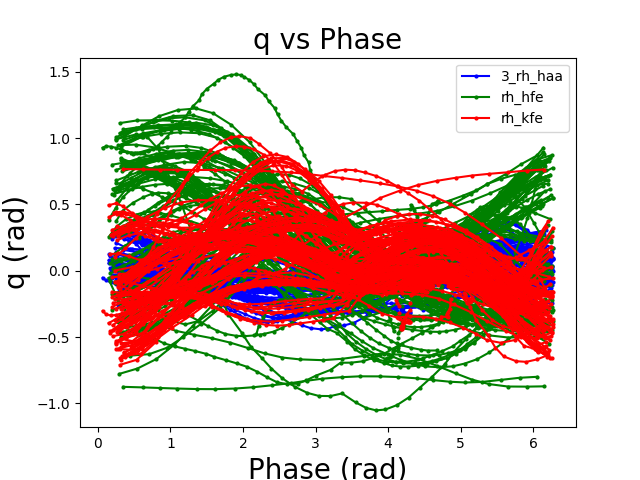 q vs Phase
3_rh_haa
rh_hfe
rh_kfe
1.5
1.0
0.5
0.0
−0.5
−1.0
q (rad)
0 1 2 3 4 5 6
Phase (rad)